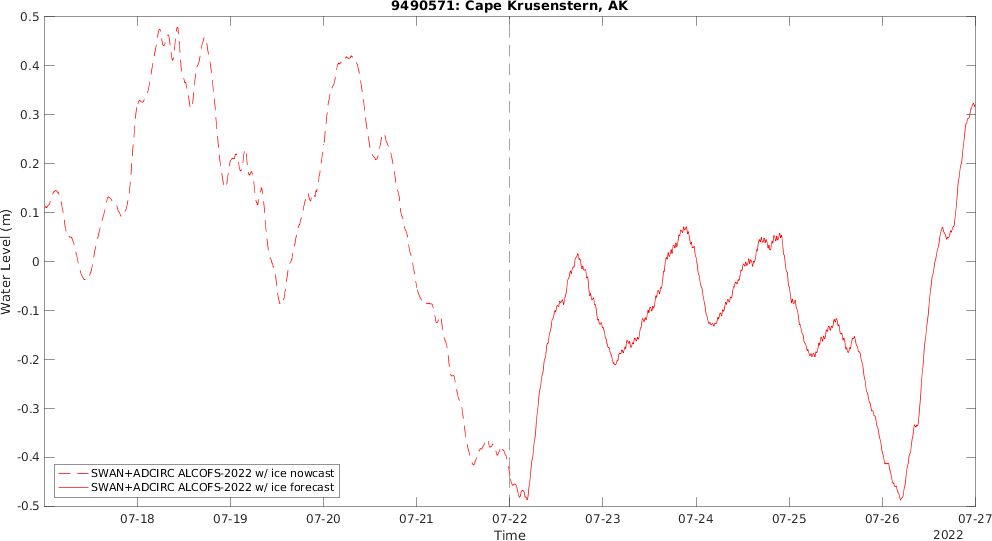 9490571: Cape Krusenstern, AK
0.5
0.4
0.3
0.2
0.1
0
-0.1
-0.2
-0.3
-0.4
-0.5
Water Level (m)
SWAN+ADCIRC ALCOFS-2022 w/ ice nowcast
SWAN+ADCIRC ALCOFS-2022 w/ ice forecast
07-18 07-19 07-20 07-21 07-22 07-23 07-24 07-25 07-26 07-27
Time
2022